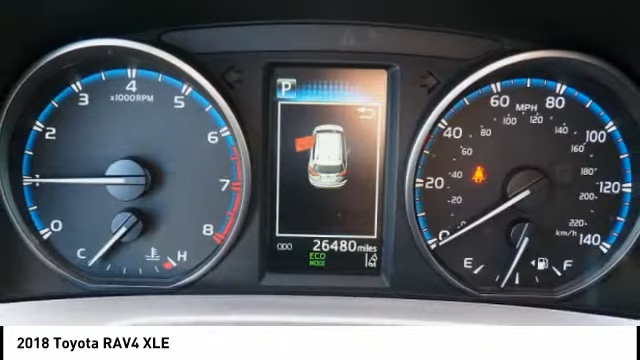 P
x1000RPM
0 1 2 3 4 5 6 7 8
C H
ODO 26480 miles
ECO
MODE
MPH
0 20 40 60 80 100 120 140
20 40 60 80 100 120 140 160 180 200 220
km/h
E F
2018 Toyota RAV4 XLE